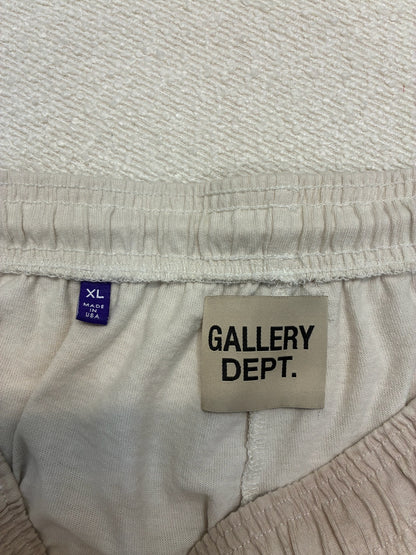 XL
MADE
IN
USA
GALLERY
DEPT.